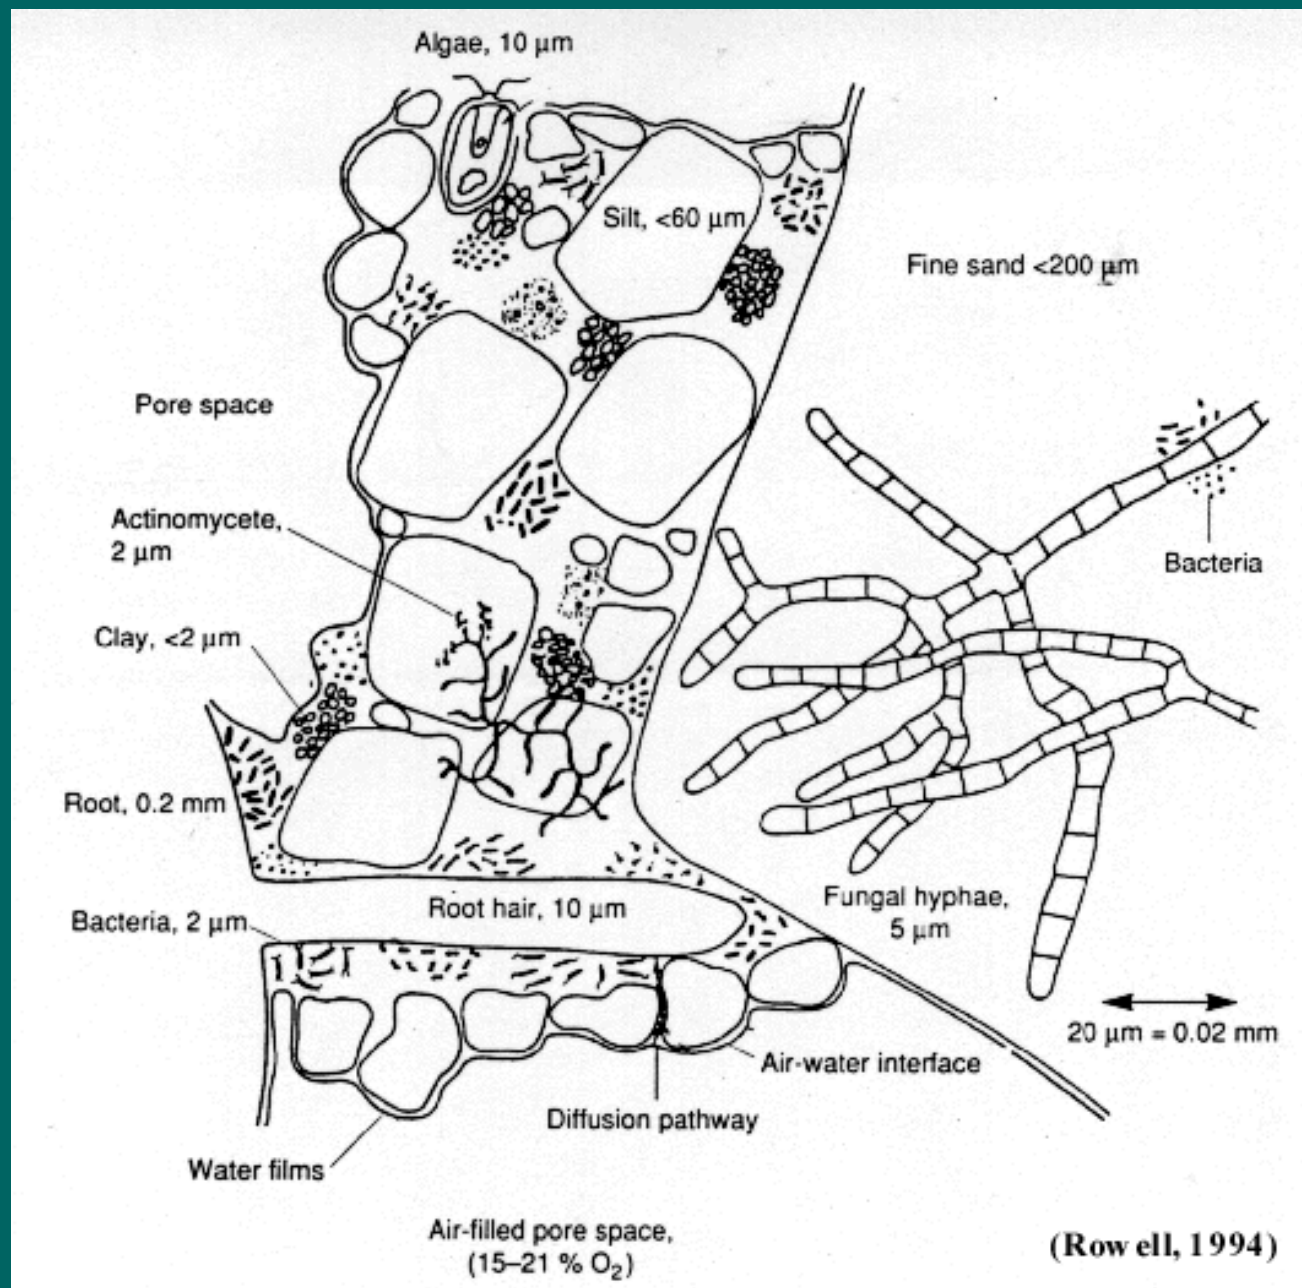 Algae, 10 µm
Silt, <60 µm
Fine sand <200 µm
Pore space
Actinomycete,
2 µm
Bacteria
Clay, <2 µm
Root, 0.2 mm
Root hair, 10 µm
Fungal hyphae,
5 µm
Bacteria, 2 µm
20 µm = 0.02 mm
Air-water interface
Diffusion pathway
Water films
Air-filled pore space,
(15–21 % O₂)
(Rowell, 1994)